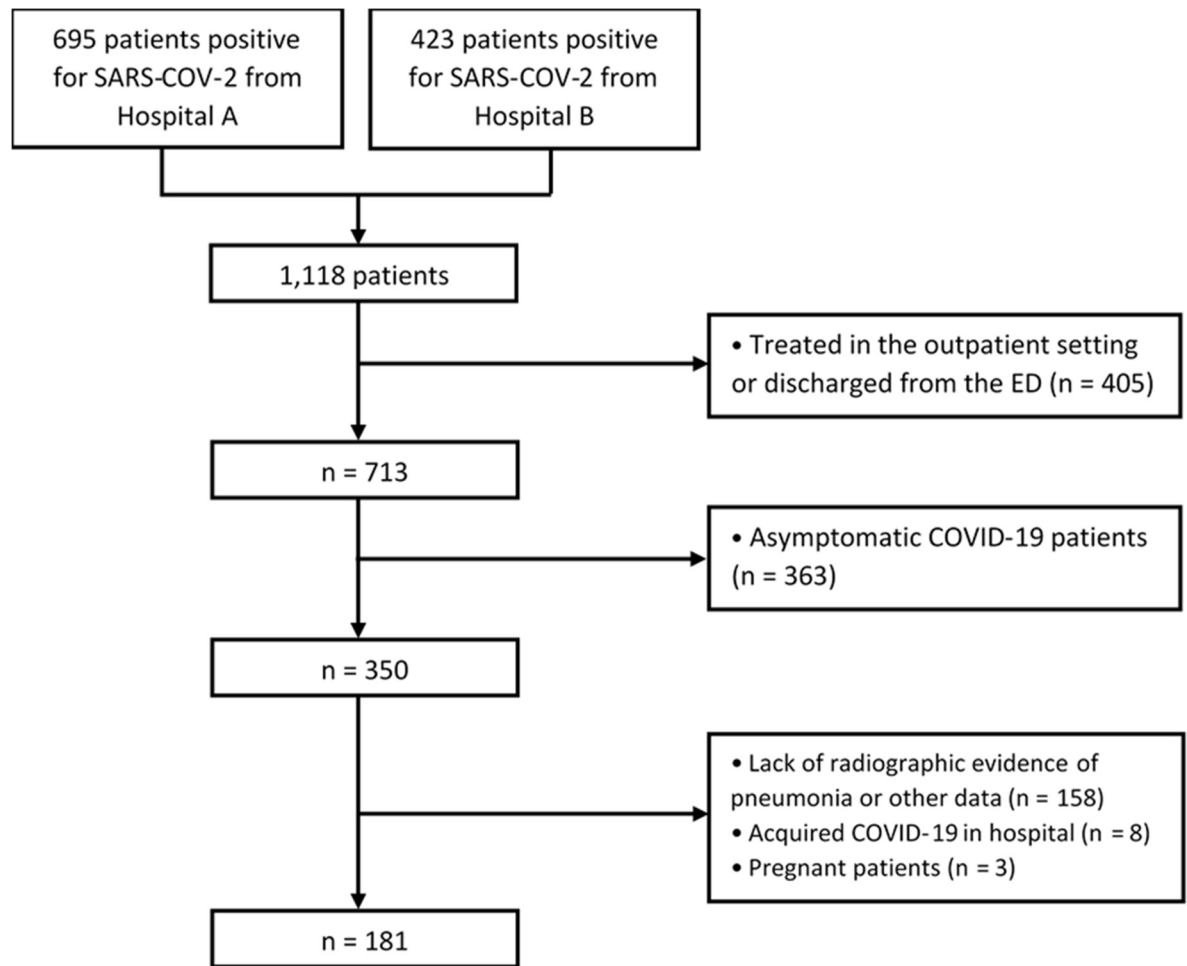 695 patients positive
for SARS-COV-2 from
Hospital A
423 patients positive
for SARS-COV-2 from
Hospital B
1,118 patients
• Treated in the outpatient setting
or discharged from the ED (n = 405)
n = 713
• Asymptomatic COVID-19 patients
(n = 363)
n = 350
• Lack of radiographic evidence of
pneumonia or other data (n = 158)
• Acquired COVID-19 in hospital (n = 8)
• Pregnant patients (n = 3)
n = 181